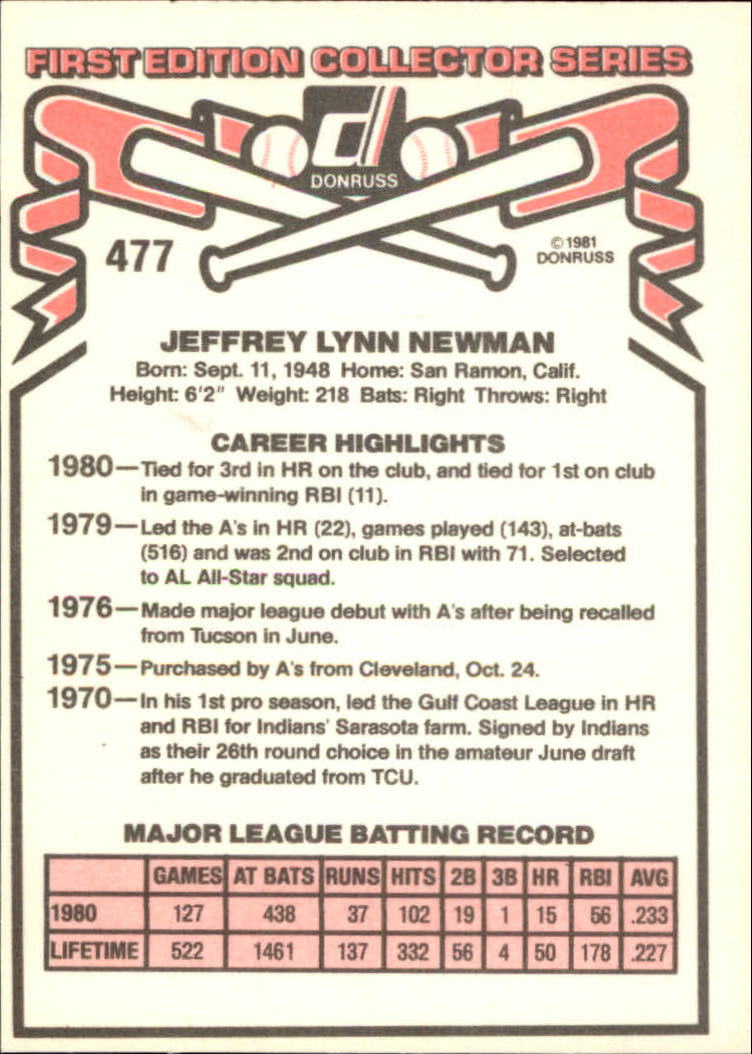 FIRST EDITION COLLECTOR SERIES
d
DONRUSS
477
©1981
DONRUSS
JEFFREY LYNN NEWMAN
Born: Sept. 11, 1948 Home: San Ramon, Calif.
Height: 6'2" Weight: 218 Bats: Right Throws: Right
CAREER HIGHLIGHTS
1980—Tied for 3rd in HR on the club, and tied for 1st on club
in game-winning RBI (11).
1979—Led the A's in HR (22), games played (143), at-bats
(516) and was 2nd on club in RBI with 71. Selected
to AL All-Star squad.
1976—Made major league debut with A's after being recalled
from Tucson in June.
1975—Purchased by A's from Cleveland, Oct. 24.
1970—In his 1st pro season, led the Gulf Coast League in HR
and RBI for Indians' Sarasota farm. Signed by Indians
as their 26th round choice in the amateur June draft
after he graduated from TCU.
MAJOR LEAGUE BATTING RECORD
GAMES AT BATS RUNS HITS 2B 3B HR RBI AVG
1980 127 438 37 102 19 1 15 56 .233
LIFETIME 522 1461 137 332 56 4 50 178 .227